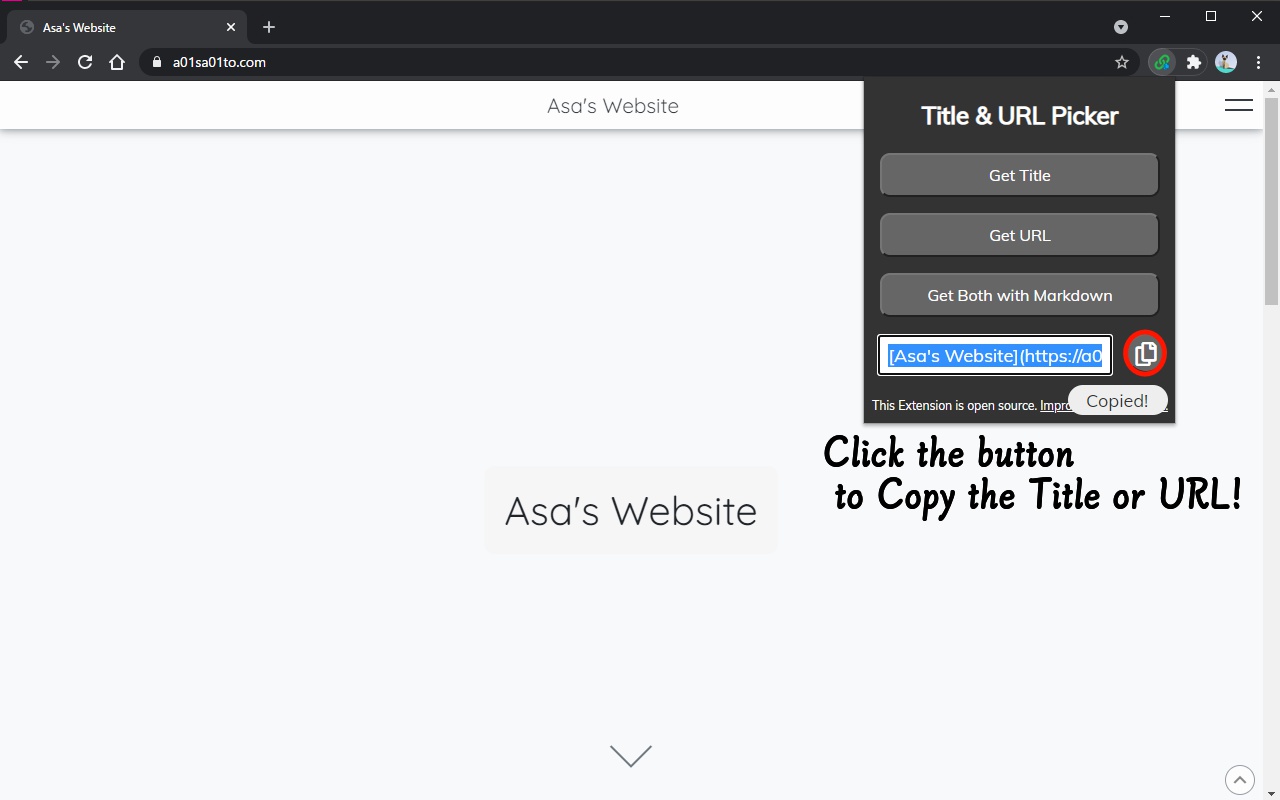 Asa's Website
a01sa01to.com
Asa's Website
Title & URL Picker
Get Title
Get URL
Get Both with Markdown
[Asa's Website](https://a0
This Extension is open source. Impro
Copied!
Click the button
to Copy the Title or URL!
Asa's Website